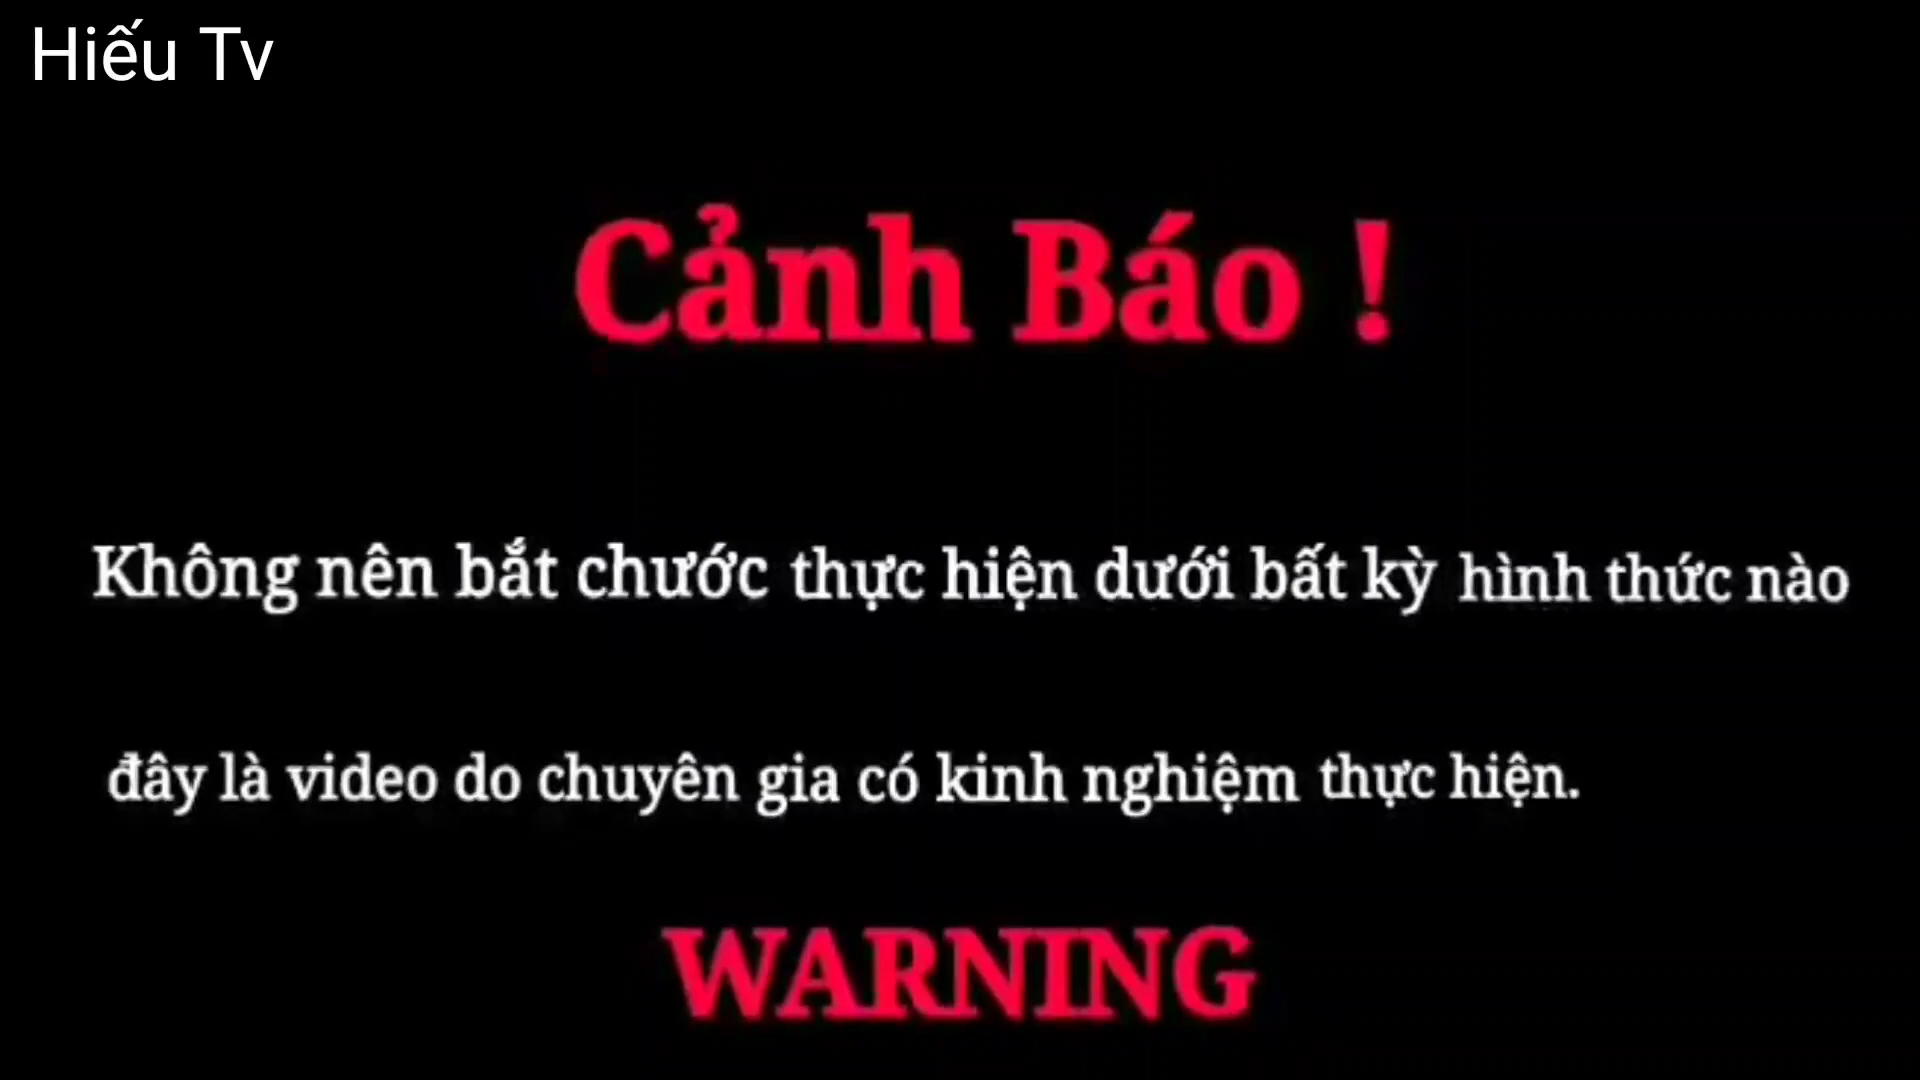 Hiếu Tv
Cảnh Báo !
Không nên bắt chước thực hiện dưới bất kỳ hình thức nào
đây là video do chuyên gia có kinh nghiệm thực hiện.
WARNING